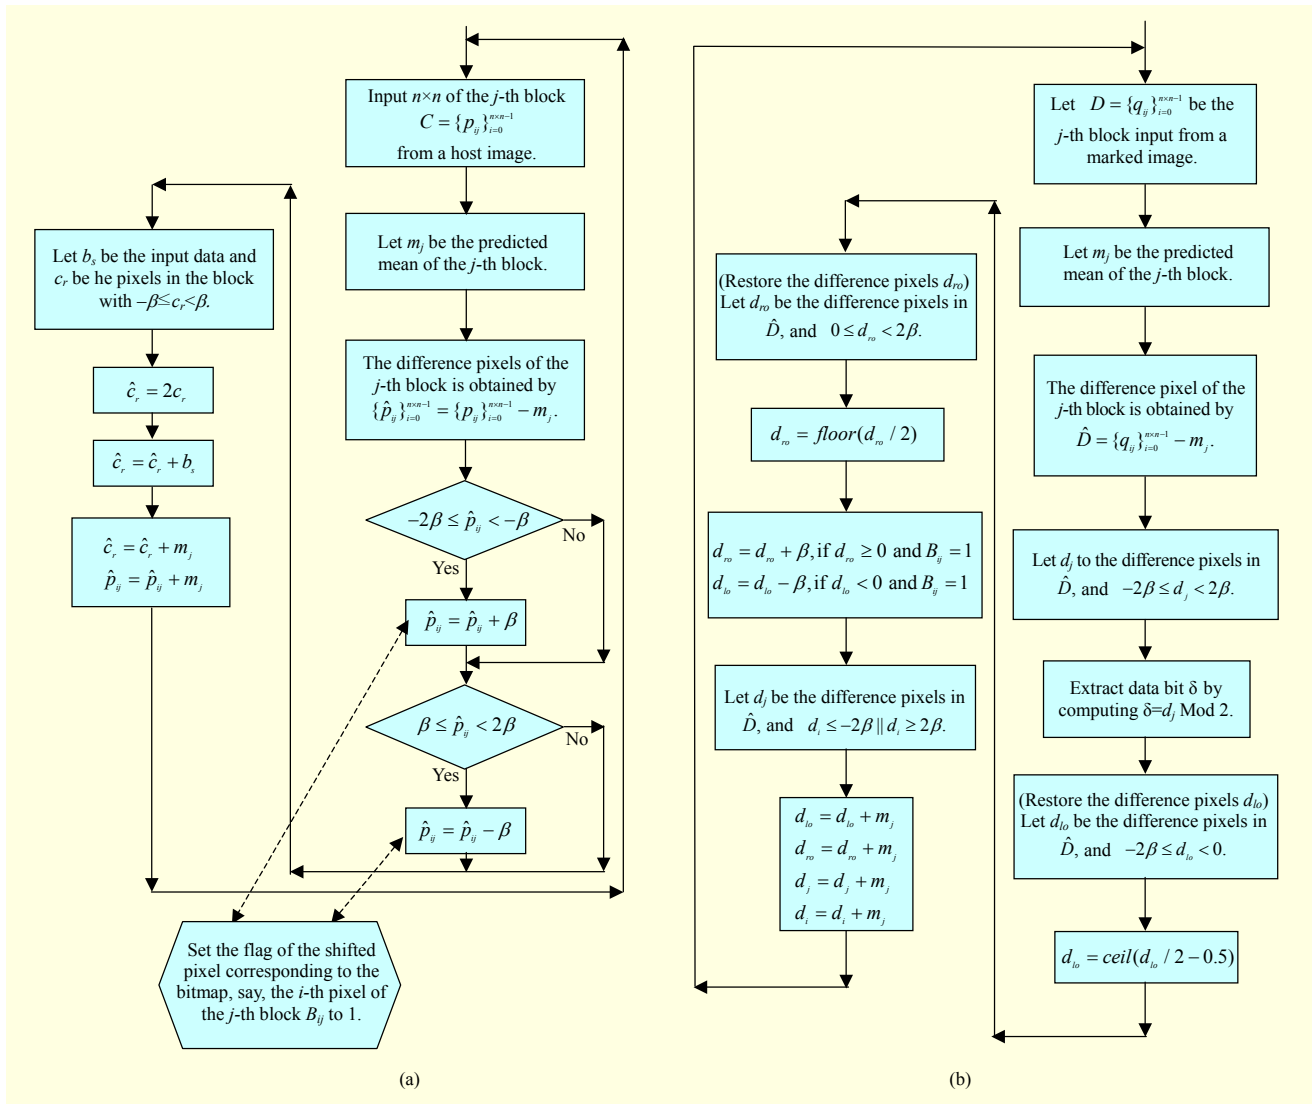 Input n×n of the j-th block
C = {p_ij}_{i=0}^{n×n−1}
from a host image.
Let m_j be the predicted
mean of the j-th block.
The difference pixels of the
j-th block is obtained by
{p̂_ij}_{i=0}^{n×n−1} = {p_ij}_{i=0}^{n×n−1} − m_j.
−2β ≤ p̂_ij < −β
No
Yes
p̂_ij = p̂_ij + β
β ≤ p̂_ij < 2β
No
Yes
p̂_ij = p̂_ij − β
Set the flag of the shifted
pixel corresponding to the
bitmap, say, the i-th pixel of
the j-th block B_ij to 1.
Let b_s be the input data and
c_r be he pixels in the block
with −β≦c_r<β.
ĉ_r = 2c_r
ĉ_r = ĉ_r + b_s
ĉ_r = ĉ_r + m_j
p̂_ij = p̂_ij + m_j
(a)
Let D = {q_ij}_{i=0}^{n×n−1} be the
j-th block input from a
marked image.
Let m_j be the predicted
mean of the j-th block.
The difference pixel of the
j-th block is obtained by
D̂ = {q_ij}_{i=0}^{n×n−1} − m_j.
Let d_j to the difference pixels in
D̂, and −2β ≤ d_j < 2β.
Extract data bit δ by
computing δ=d_j Mod 2.
(Restore the difference pixels d_lo)
Let d_lo be the difference pixels in
D̂, and −2β ≤ d_lo < 0.
d_lo = ceil(d_lo / 2 − 0.5)
(Restore the difference pixels d_ro)
Let d_ro be the difference pixels in
D̂, and 0 ≤ d_ro < 2β.
d_ro = floor(d_ro / 2)
d_ro = d_ro + β, if d_ro ≥ 0 and B_ij = 1
d_lo = d_lo − β, if d_lo < 0 and B_ij = 1
Let d_j be the difference pixels in
D̂, and d_i ≤ −2β || d_i ≥ 2β.
d_lo = d_lo + m_j
d_ro = d_ro + m_j
d_j = d_j + m_j
d_i = d_i + m_j
(b)